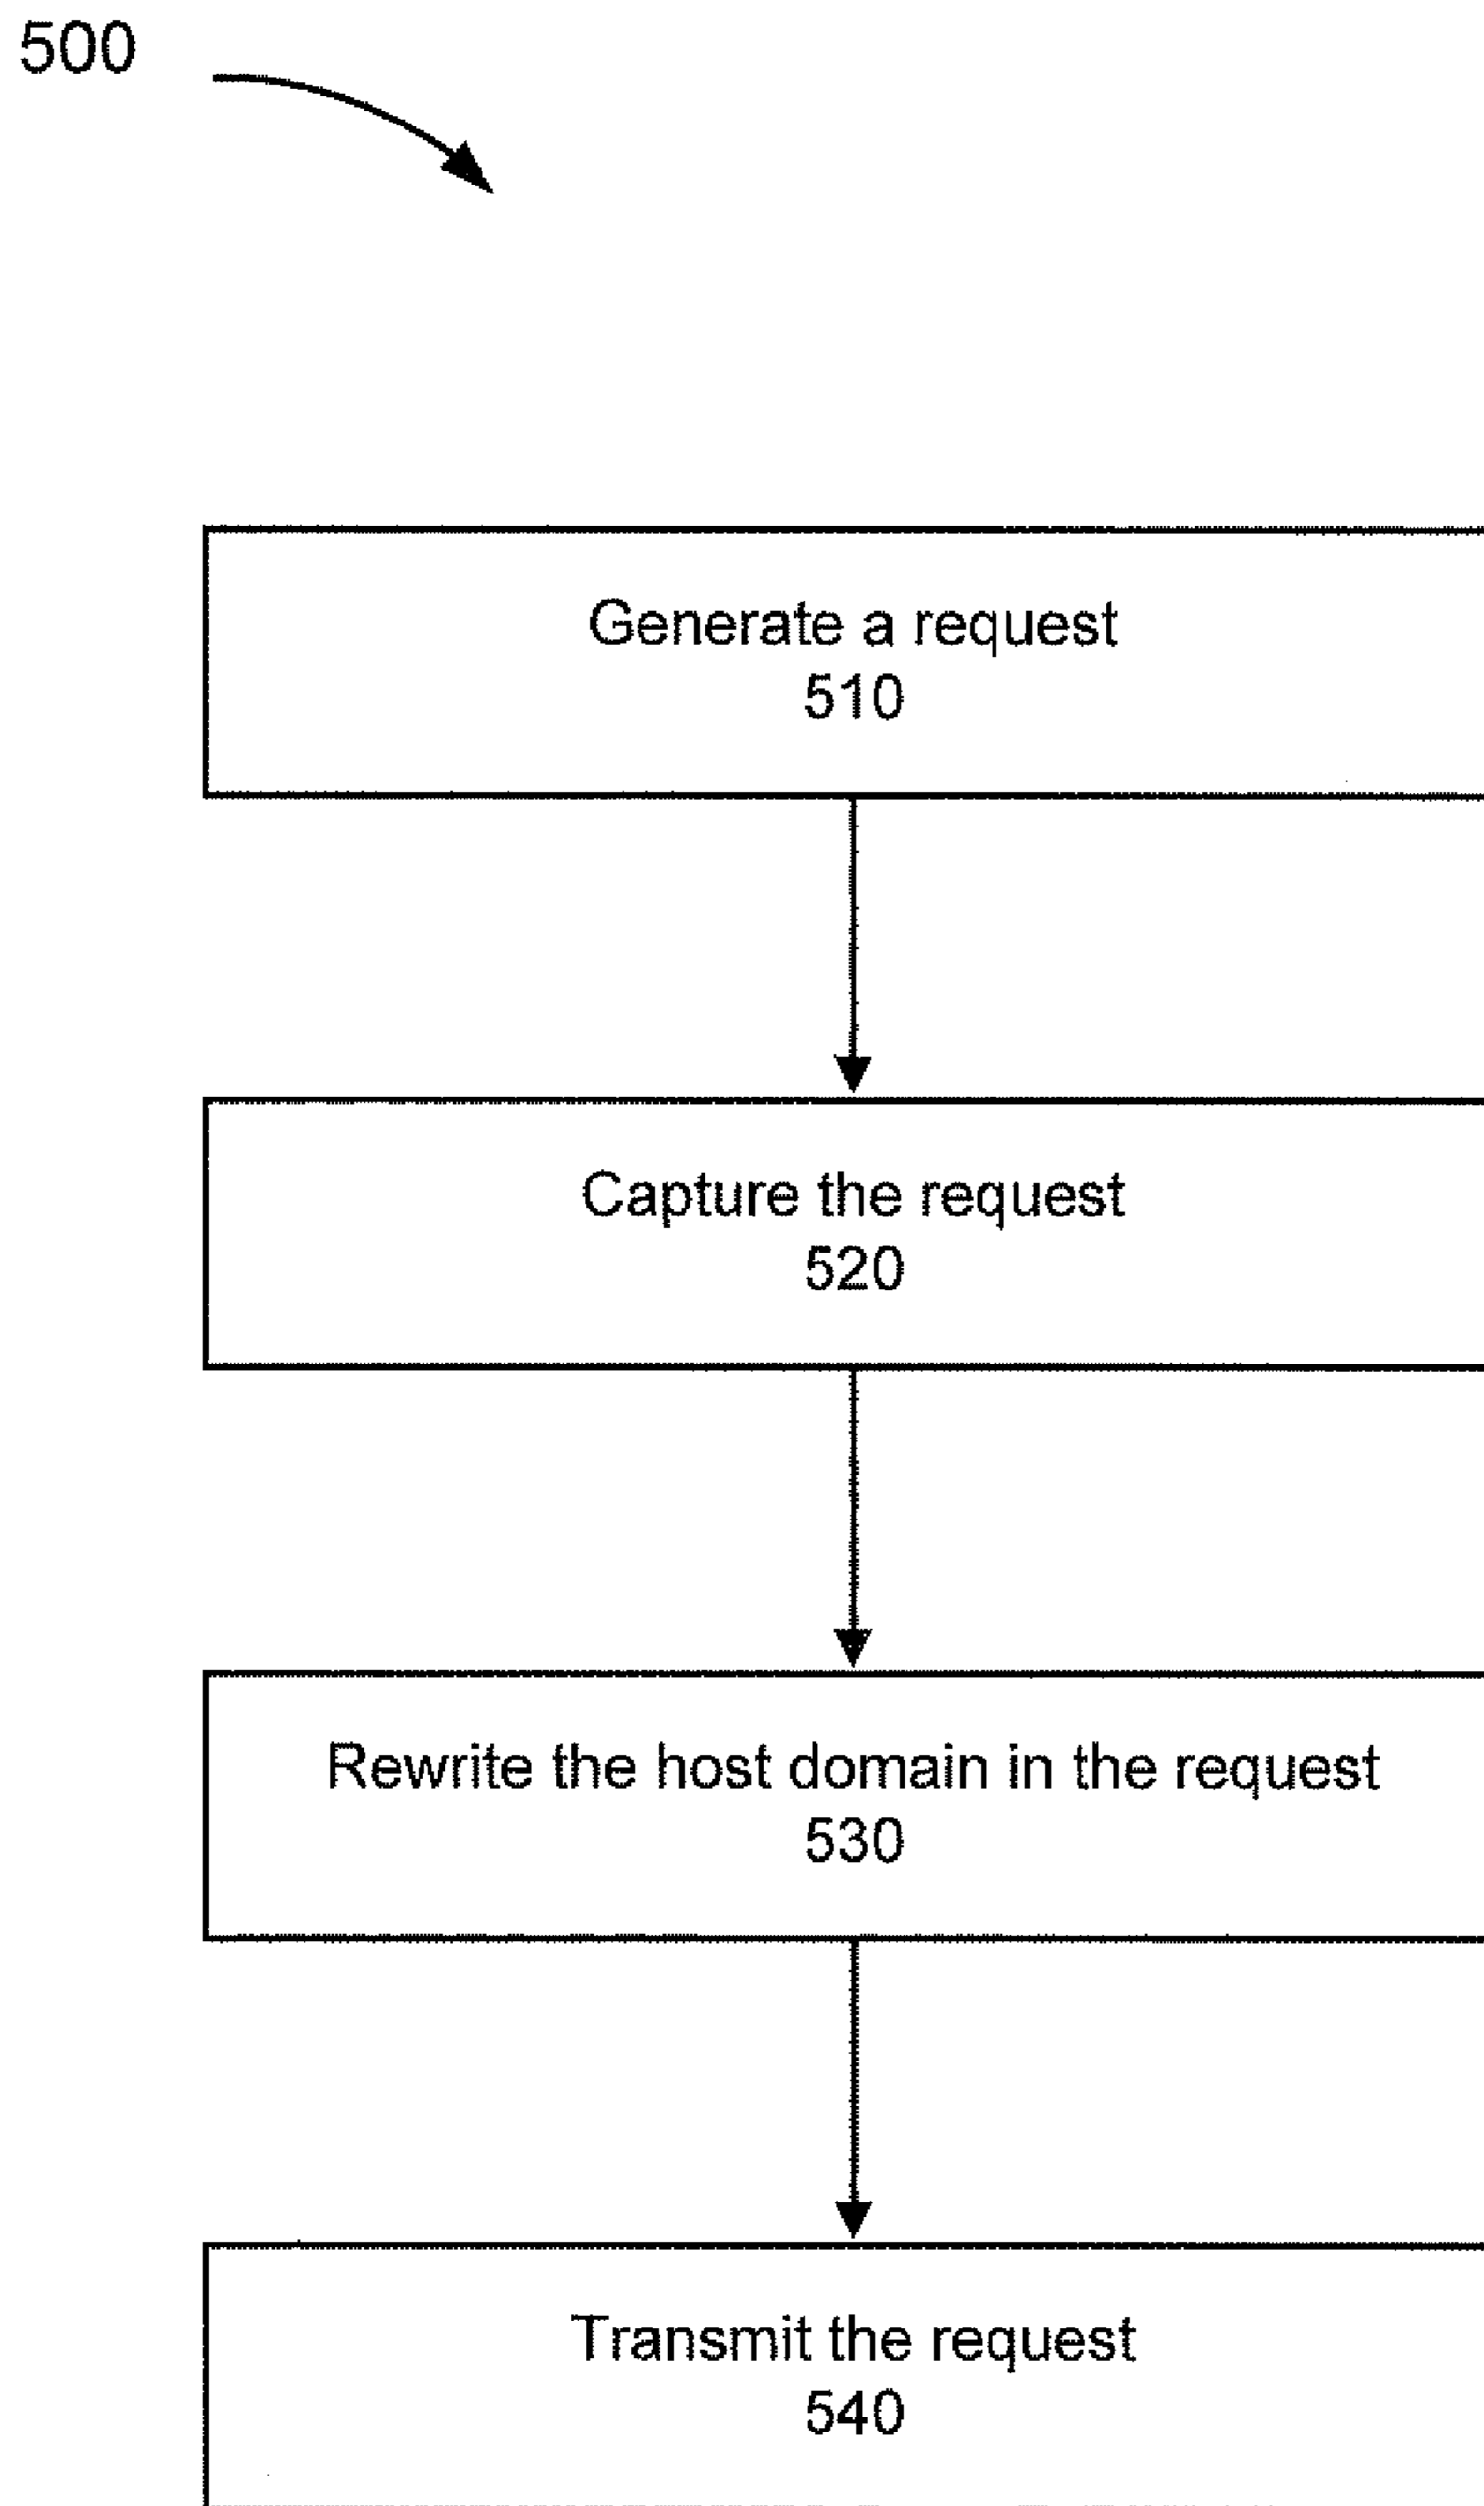 500
Generate a request
510
Capture the request
520
Rewrite the host domain in the request
530
Transmit the request
540